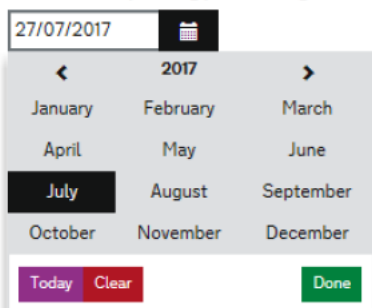 27/07/2017
2017
January February March
April May June
July August September
October November December
Today Clear Done